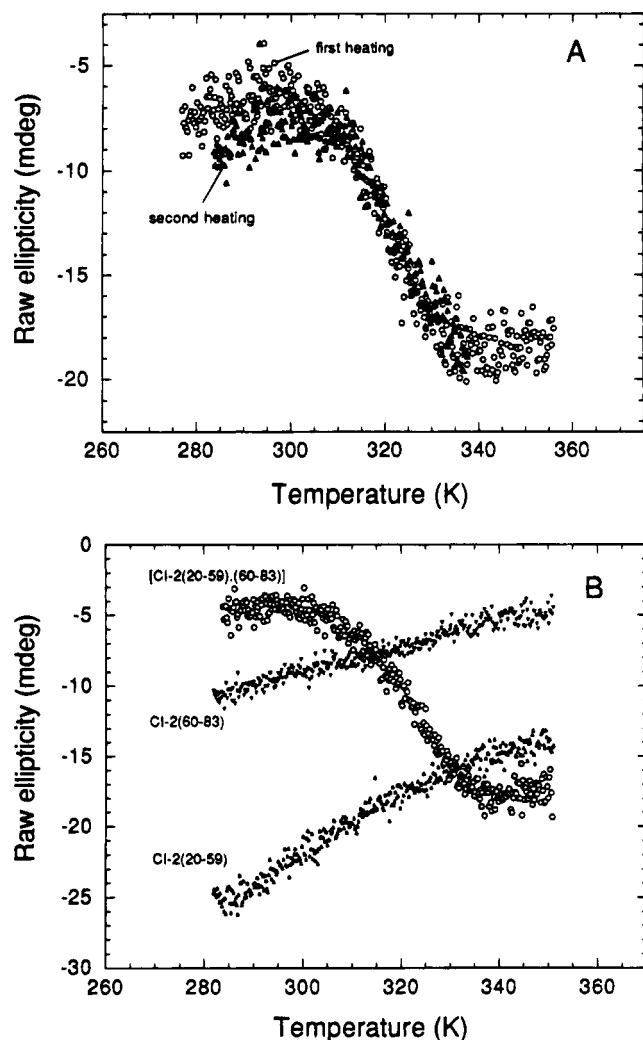 A
first heating
second heating
Raw ellipticity (mdeg)
-5
-10
-15
-20
260 280 300 320 340 360
Temperature (K)
B
[CI-2(20-59).(60-83)]
CI-2(60-83)
CI-2(20-59)
Raw ellipticity (mdeg)
0
-5
-10
-15
-20
-25
-30
260 280 300 320 340 360
Temperature (K)